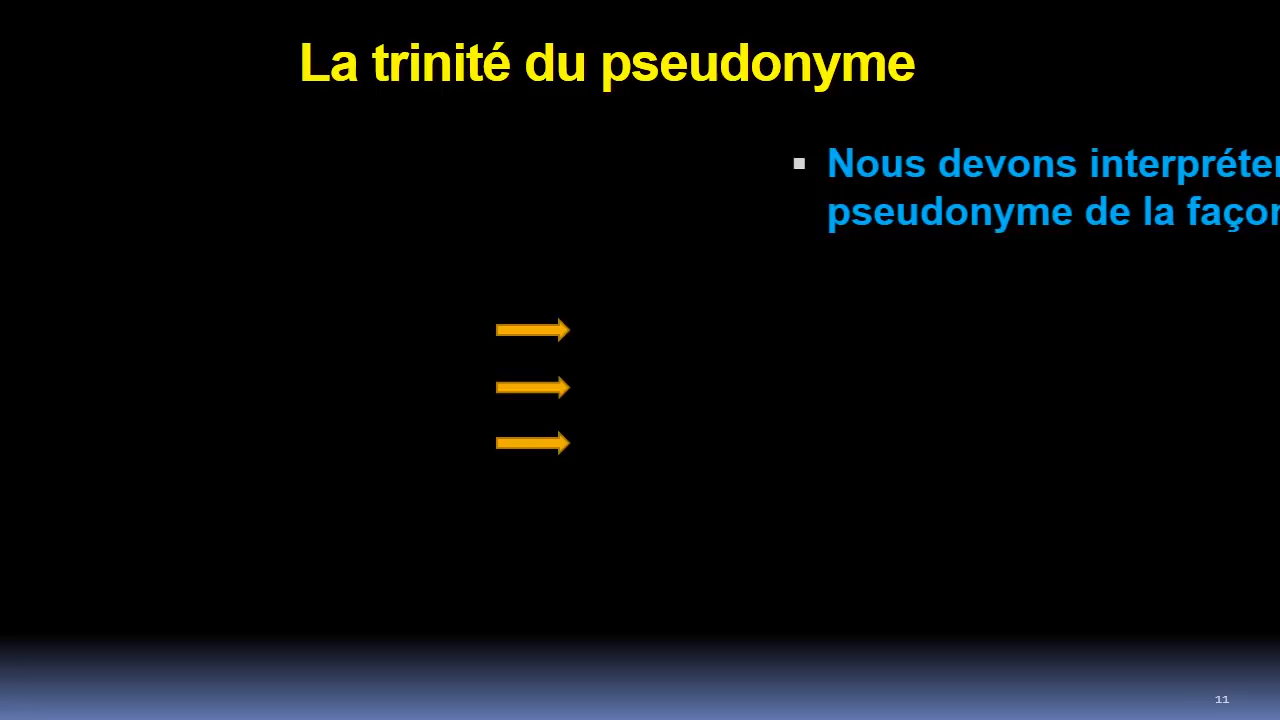 La trinité du pseudonyme
Nous devons interpréter
pseudonyme de la façon
11